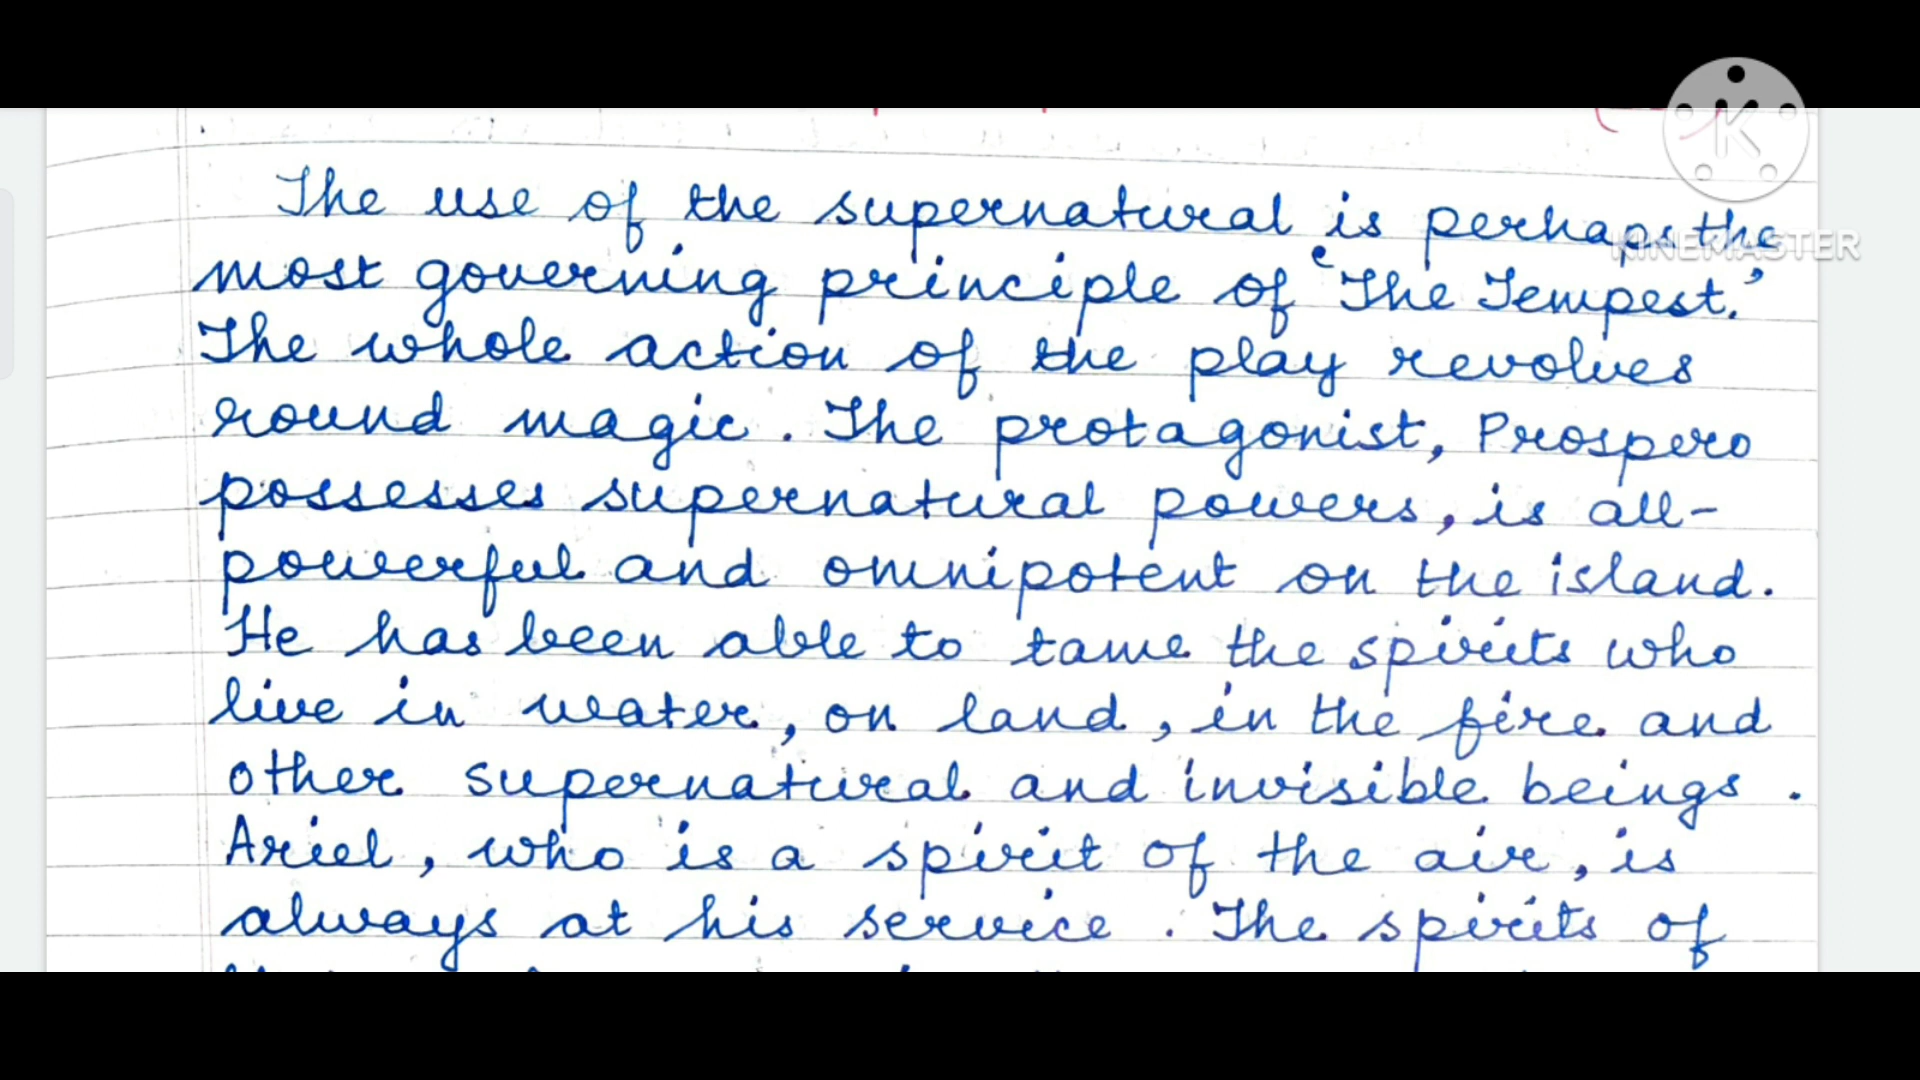 KINEMASTER
The use of the supernatural is perhaps the
most governing principle of 'The Tempest.'
The whole action of the play revolves
round magic. The protagonist, Prospero
possesses supernatural powers, is all-
powerful and omnipotent on the island.
He has been able to tame the spirits who
live in water, on land, in the fire and
other supernatural and invisible beings.
Ariel, who is a spirit of the air, is
always at his service. The spirits of